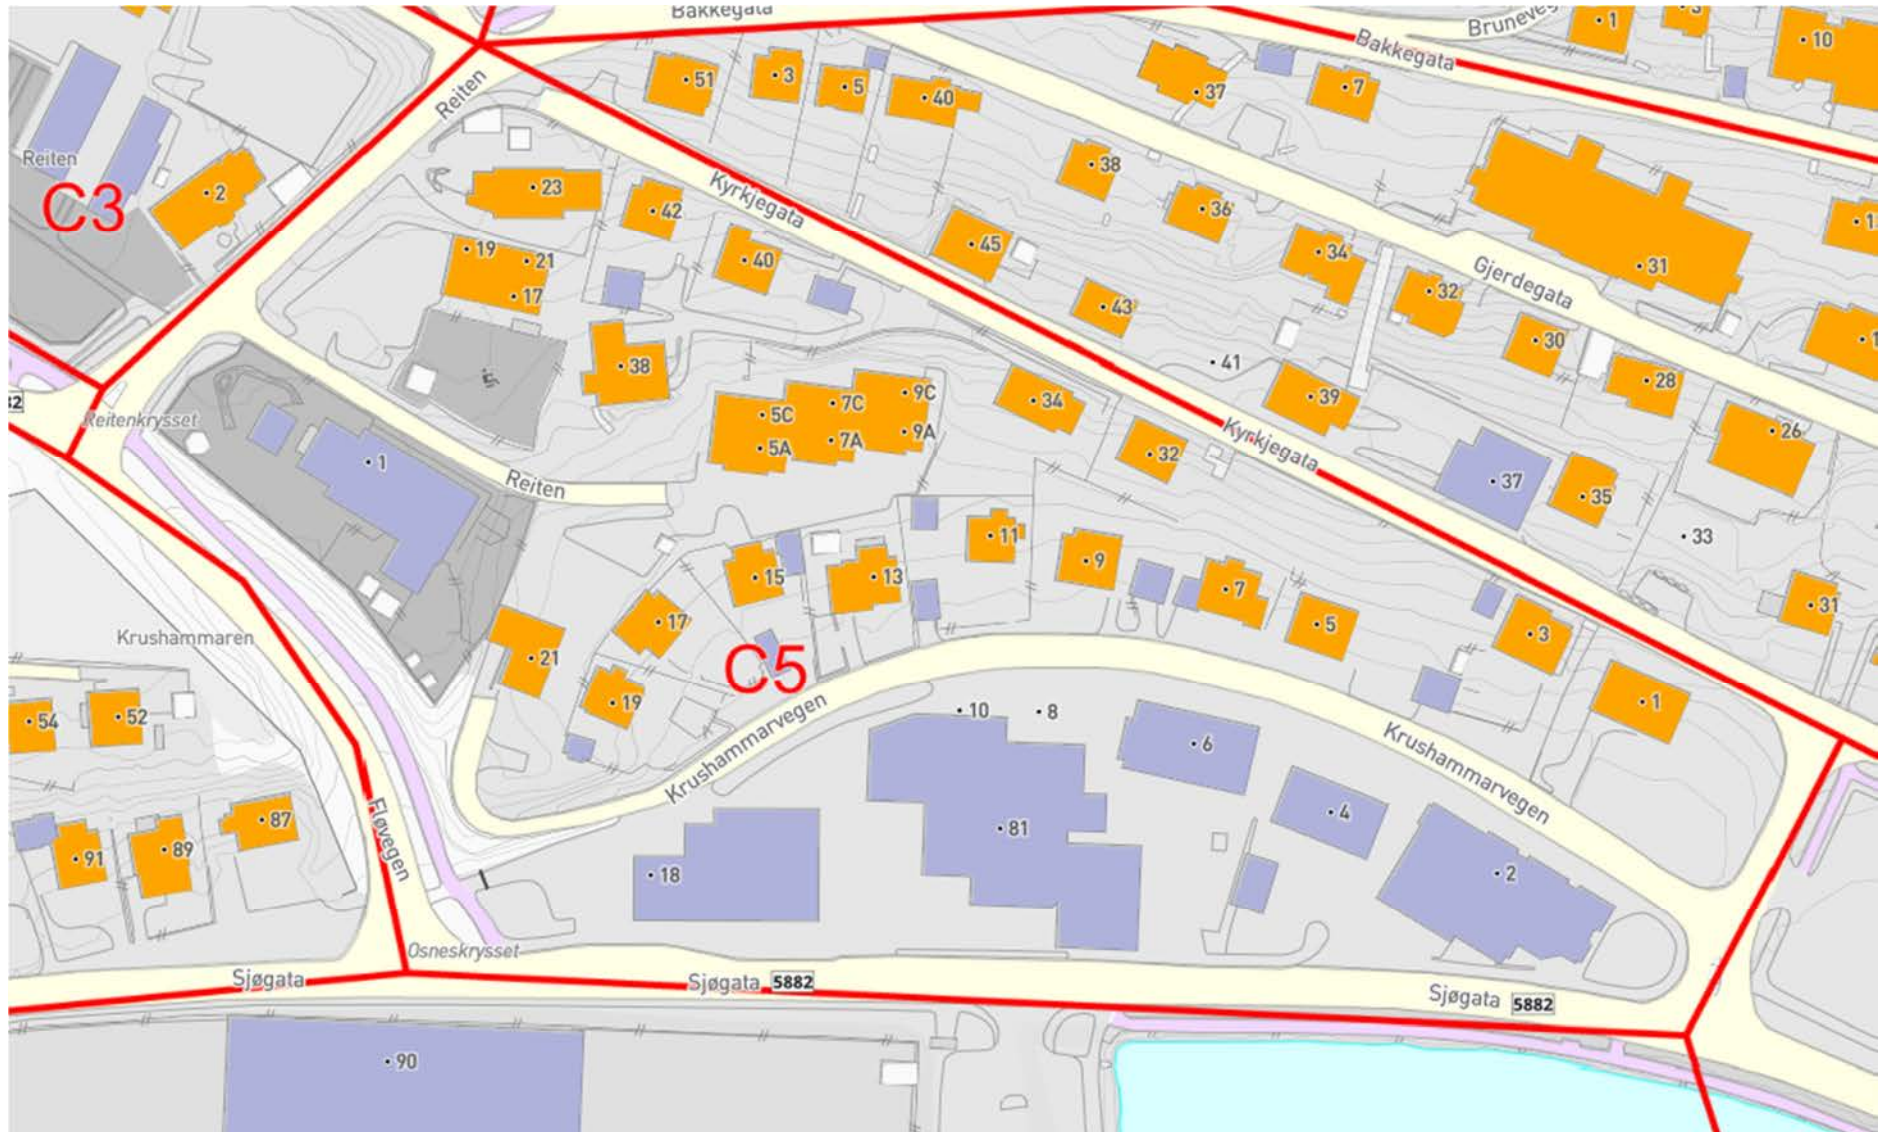 Bakkegata
Bruneveg
1
3
10
Bakkegata
Reiten
51
3
5
40
37
7
Reiten
C3
2
23
42
Kyrkjegata
38
36
45
34
31
19
21
17
40
43
32
Gjerdegata
30
41
28
38
5C
7C
9C
34
39
26
5A
7A
9A
32
Kyrkjegata
Reitenkrysset
1
Reiten
37
35
33
11
9
15
13
7
17
5
3
31
Krushammaren
21
C5
19
1
54
52
10
8
6
Krushammarvegen
Krushammarvegen
4
Fløvegen
87
91
89
18
81
2
Osneskrysset
Sjøgata
Sjøgata 5882
Sjøgata 5882
90